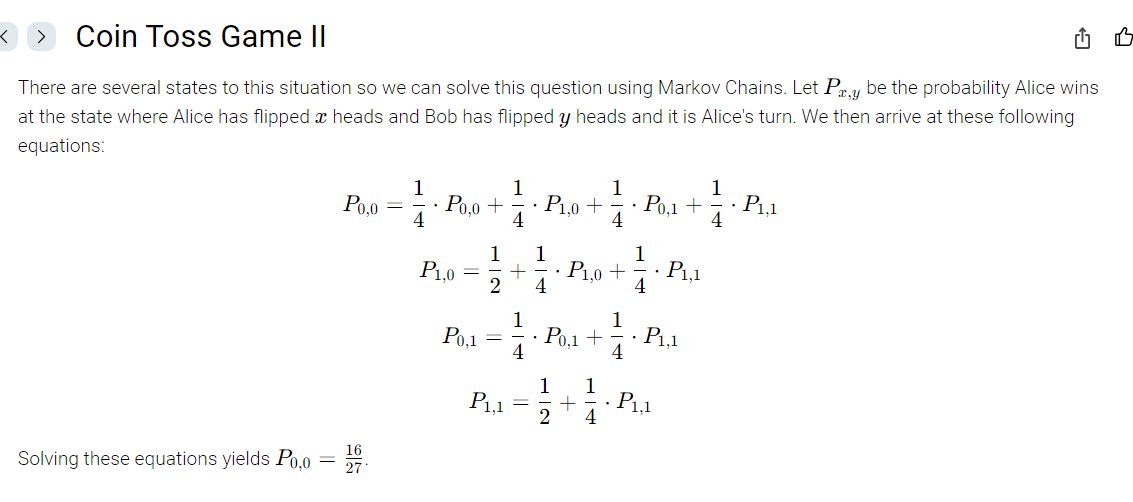 Coin Toss Game II
There are several states to this situation so we can solve this question using Markov Chains. Let $P_{x,y}$ be the probability Alice wins
at the state where Alice has flipped $x$ heads and Bob has flipped $y$ heads and it is Alice's turn. We then arrive at these following
equations:
$P_{0,0} = \frac{1}{4} \cdot P_{0,0} + \frac{1}{4} \cdot P_{1,0} + \frac{1}{4} \cdot P_{0,1} + \frac{1}{4} \cdot P_{1,1}$
$P_{1,0} = \frac{1}{2} + \frac{1}{4} \cdot P_{1,0} + \frac{1}{4} \cdot P_{1,1}$
$P_{0,1} = \frac{1}{4} \cdot P_{0,1} + \frac{1}{4} \cdot P_{1,1}$
$P_{1,1} = \frac{1}{2} + \frac{1}{4} \cdot P_{1,1}$
Solving these equations yields $P_{0,0} = \frac{16}{27}$.